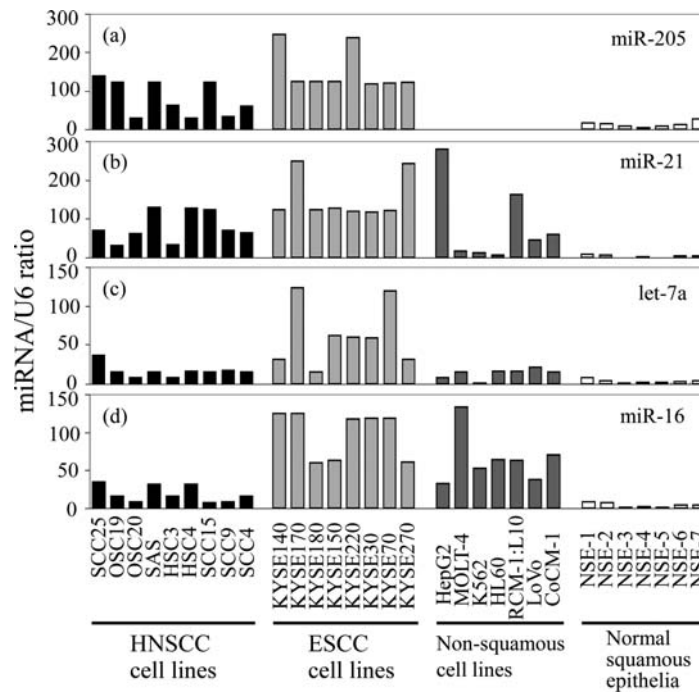 300
(a)
miR-205
200
100
0
300
(b)
miR-21
200
100
0
150
(c)
let-7a
100
50
0
150
(d)
miR-16
100
50
0
miRNA/U6 ratio
SCC25
OSC19
OSC20
SAS
HSC3
HSC4
SCC15
SCC9
SCC4
KYSE140
KYSE170
KYSE180
KYSE150
KYSE220
KYSE30
KYSE70
KYSE270
HepG2
MOLT-4
K562
HL60
RCM-1:L10
LoVo
CoCM-1
NSE-1
NSE-2
NSE-3
NSE-4
NSE-5
NSE-6
NSE-7
HNSCC
cell lines
ESCC
cell lines
Non-squamous
cell lines
Normal
squamous
epithelia